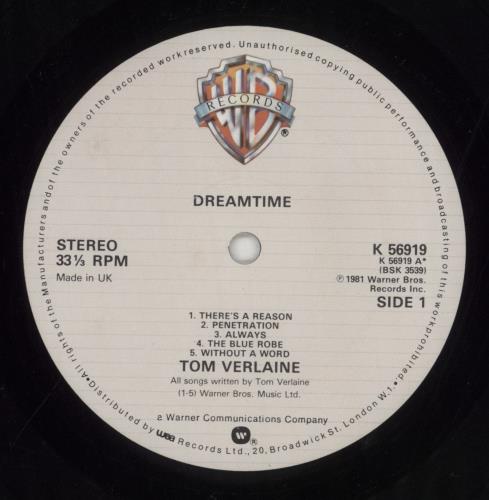 All rights of the Manufacturers and of the owners of the recorded work reserved. Unauthorised copying public performance and broadcasting of this work prohibited.
WB
RECORDS
®
DREAMTIME
STEREO
33⅓ RPM
Made in UK
K 56919
K 56919 A*
(BSK 3539)
℗ 1981 Warner Bros.
Records Inc.
SIDE 1
1. THERE'S A REASON
2. PENETRATION
3. ALWAYS
4. THE BLUE ROBE
5. WITHOUT A WORD
TOM VERLAINE
All songs written by Tom Verlaine
(1-5) Warner Bros. Music Ltd.
a Warner Communications Company
®
•Distributed by wea Records Ltd., 20, Broadwick St. London W1.•